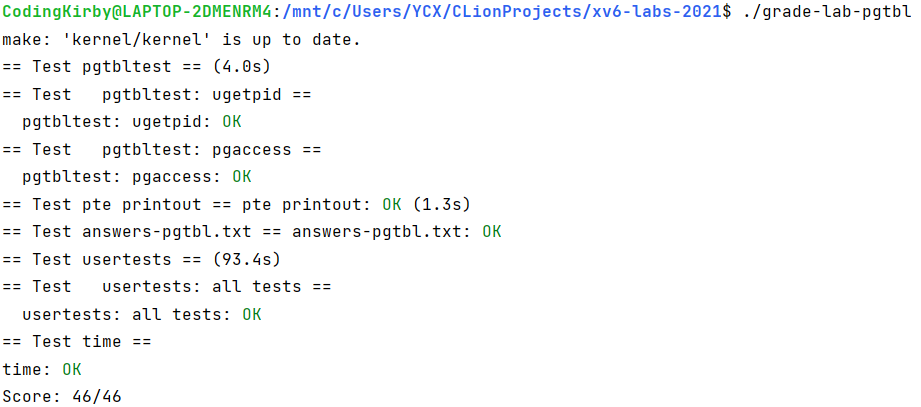 CodingKirby@LAPTOP-2DMENRM4:/mnt/c/Users/YCX/CLionProjects/xv6-labs-2021$ ./grade-lab-pgtbl
make: 'kernel/kernel' is up to date.
== Test pgtbltest == (4.0s)
== Test   pgtbltest: ugetpid ==
  pgtbltest: ugetpid: OK
== Test   pgtbltest: pgaccess ==
  pgtbltest: pgaccess: OK
== Test pte printout == pte printout: OK (1.3s)
== Test answers-pgtbl.txt == answers-pgtbl.txt: OK
== Test usertests == (93.4s)
== Test   usertests: all tests ==
  usertests: all tests: OK
== Test time ==
time: OK
Score: 46/46